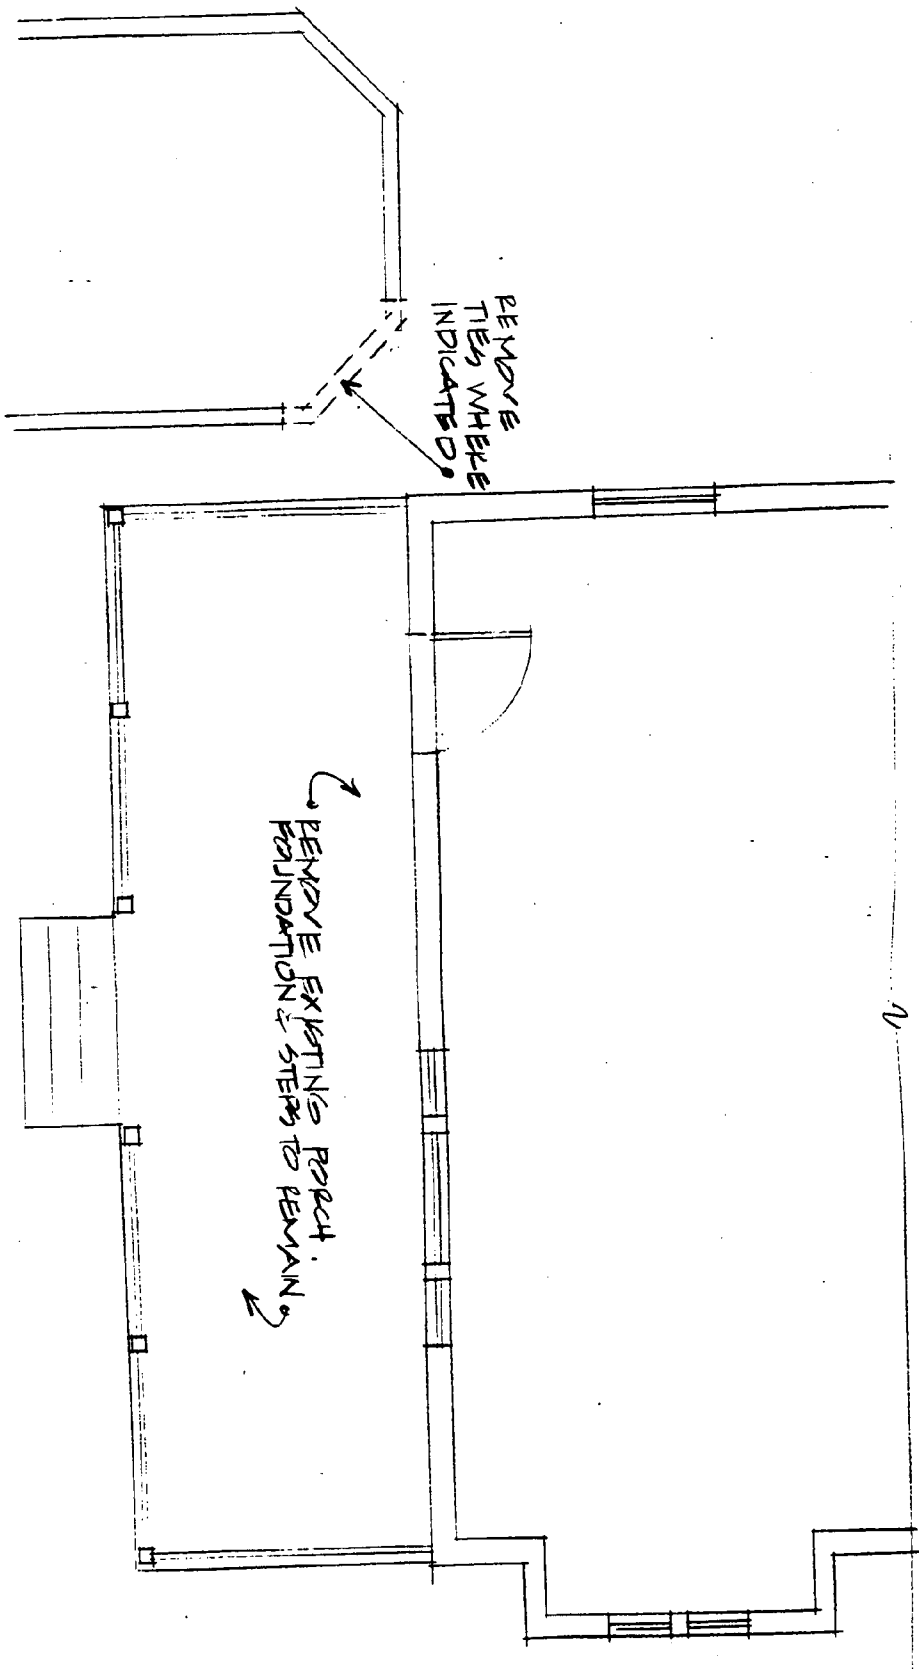 REMOVE
TIES WHERE
INDICATED
REMOVE EXISTING PORCH.
FOUNDATION & STEPS TO REMAIN